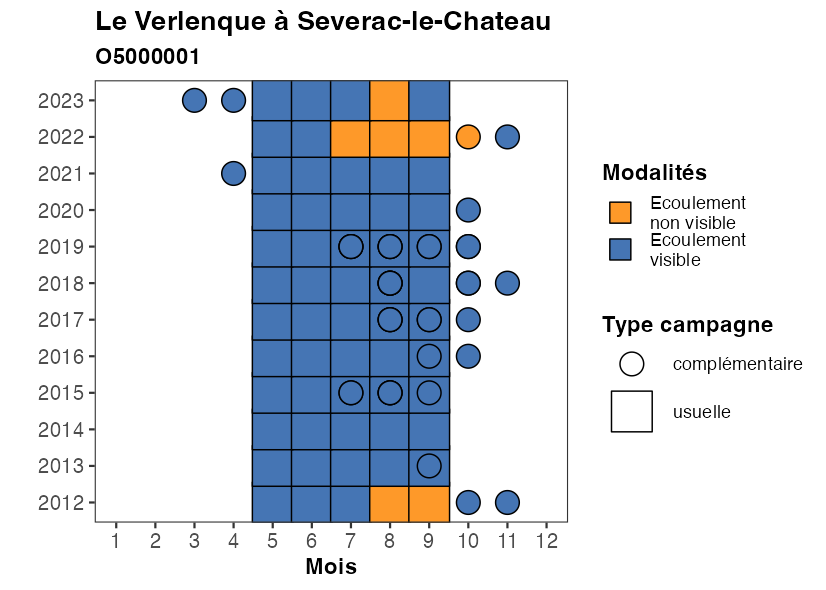 Le Verlenque à Severac-le-Chateau
O5000001
2023
2022
2021
2020
2019
2018
2017
2016
2015
2014
2013
2012
1 2 3 4 5 6 7 8 9 10 11 12
Mois
Modalités
Ecoulement
non visible
Ecoulement
visible
Type campagne
complémentaire
usuelle